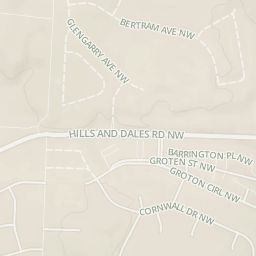 BERTRAM AVE NW
GLENGARRY AVE NW
HILLS AND DALES RD NW
BARRINGTON PL NW
GROTEN ST NW
GROTON CIRL NW
CORNWALL DR NW